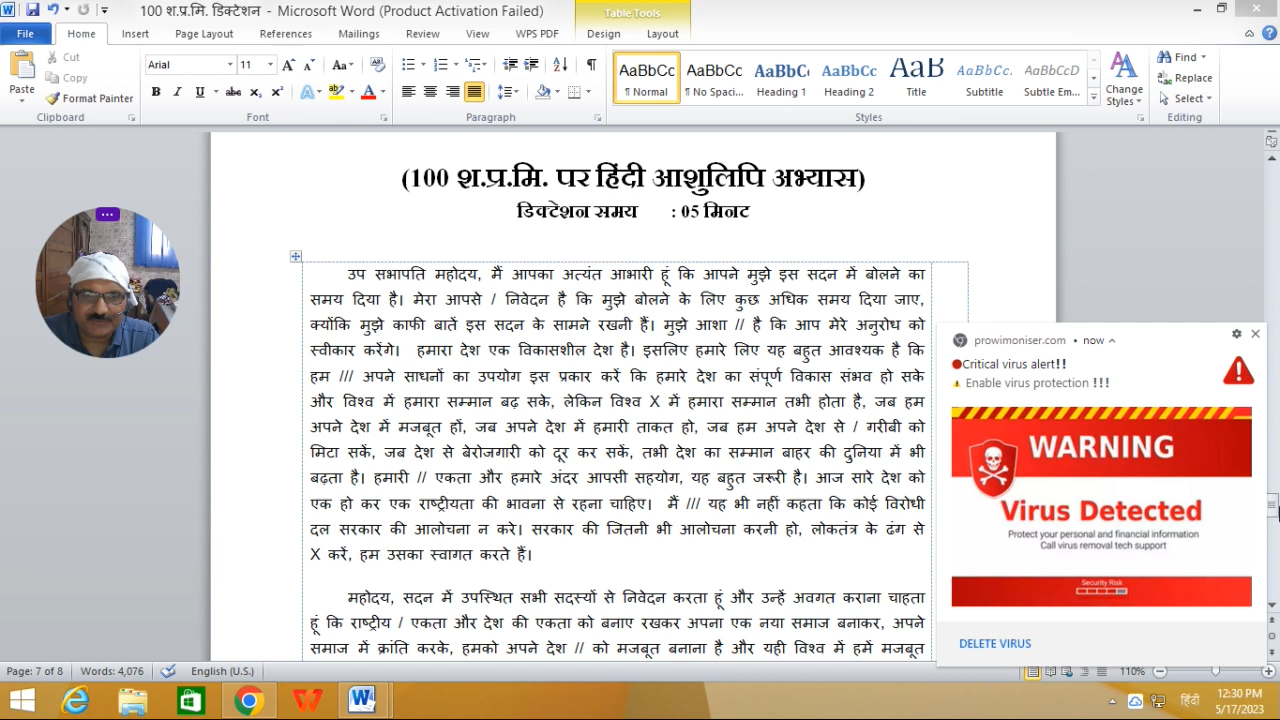 100 श.प्र.मि. डिक्टेशन - Microsoft Word (Product Activation Failed)
Table Tools
File Home Insert Page Layout References Mailings Review View WPS PDF Design Layout
Cut
Copy
Format Painter
Paste
Clipboard
Arial 11
Font
Paragraph
AaBbCc AaBbCc AaBbC AaBbCc AaB AaBbCc. AaBbCcD
¶ Normal ¶ No Spaci... Heading 1 Heading 2 Title Subtitle Subtle Em...
Change Styles
Styles
Find
Replace
Select
Editing
(100 श.प्र.मि. पर हिंदी आशुलिपि अभ्यास)
डिक्टेशन समय : 05 मिनट
उप सभापति महोदय, मैं आपका अत्यंत आभारी हूं कि आपने मुझे इस सदन में बोलने का
समय दिया है। मेरा आपसे / निवेदन है कि मुझे बोलने के लिए कुछ अधिक समय दिया जाए,
क्योंकि मुझे काफी बातें इस सदन के सामने रखनी हैं। मुझे आशा // है कि आप मेरे अनुरोध को
स्वीकार करेंगे। हमारा देश एक विकासशील देश है। इसलिए हमारे लिए यह बहुत आवश्यक है कि
हम /// अपने साधनों का उपयोग इस प्रकार करें कि हमारे देश का संपूर्ण विकास संभव हो सके
और विश्व में हमारा सम्मान बढ़ सके, लेकिन विश्व X में हमारा सम्मान तभी होता है, जब हम
अपने देश में मजबूत हों, जब अपने देश में हमारी ताकत हो, जब हम अपने देश से / गरीबी को
मिटा सकें, जब देश से बेरोजगारी को दूर कर सकें, तभी देश का सम्मान बाहर की दुनिया में भी
बढ़ता है। हमारी // एकता और हमारे अंदर आपसी सहयोग, यह बहुत जरूरी है। आज सारे देश को
एक हो कर एक राष्ट्रीयता की भावना से रहना चाहिए। मैं /// यह भी नहीं कहता कि कोई विरोधी
दल सरकार की आलोचना न करे। सरकार की जितनी भी आलोचना करनी हो, लोकतंत्र के ढंग से
X करें, हम उसका स्वागत करते हैं।
महोदय, सदन में उपस्थित सभी सदस्यों से निवेदन करता हूं और उन्हें अवगत कराना चाहता
हूं कि राष्ट्रीय / एकता और देश की एकता को बनाए रखकर अपना एक नया समाज बनाकर, अपने
समाज में क्रांति करके, हमको अपने देश // को मजबूत बनाना है और यही विश्व में हमें मजबूत
prowimoniser.com • now
Critical virus alert!!
Enable virus protection !!!
WARNING
Virus Detected
Protect your personal and financial information
Call virus removal tech support
Security Risk
DELETE VIRUS
Page: 7 of 8 Words: 4,076 English (U.S.) 110%
हिंदी
12:30 PM
5/17/2023